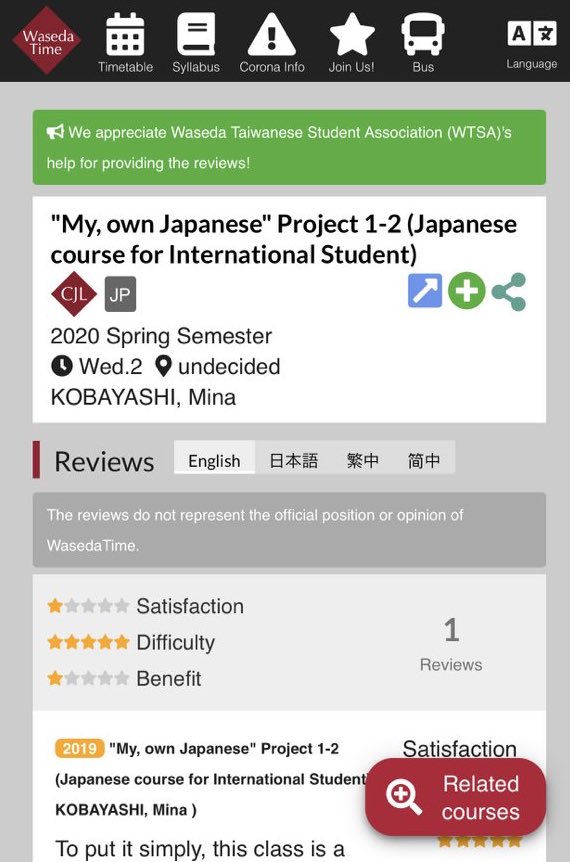 Waseda
Time
Timetable
Syllabus
Corona Info
Join Us!
Bus
A
文
Language
We appreciate Waseda Taiwanese Student Association (WTSA)'s
help for providing the reviews!
"My, own Japanese" Project 1-2 (Japanese
course for International Student)
CJL JP
2020 Spring Semester
Wed.2 undecided
KOBAYASHI, Mina
Reviews English 日本語 繁中 简中
The reviews do not represent the official position or opinion of
WasedaTime.
Satisfaction
Difficulty
Benefit
1
Reviews
2019 "My, own Japanese" Project 1-2
(Japanese course for International Student
KOBAYASHI, Mina )
To put it simply, this class is a
Satisfaction
Related
courses